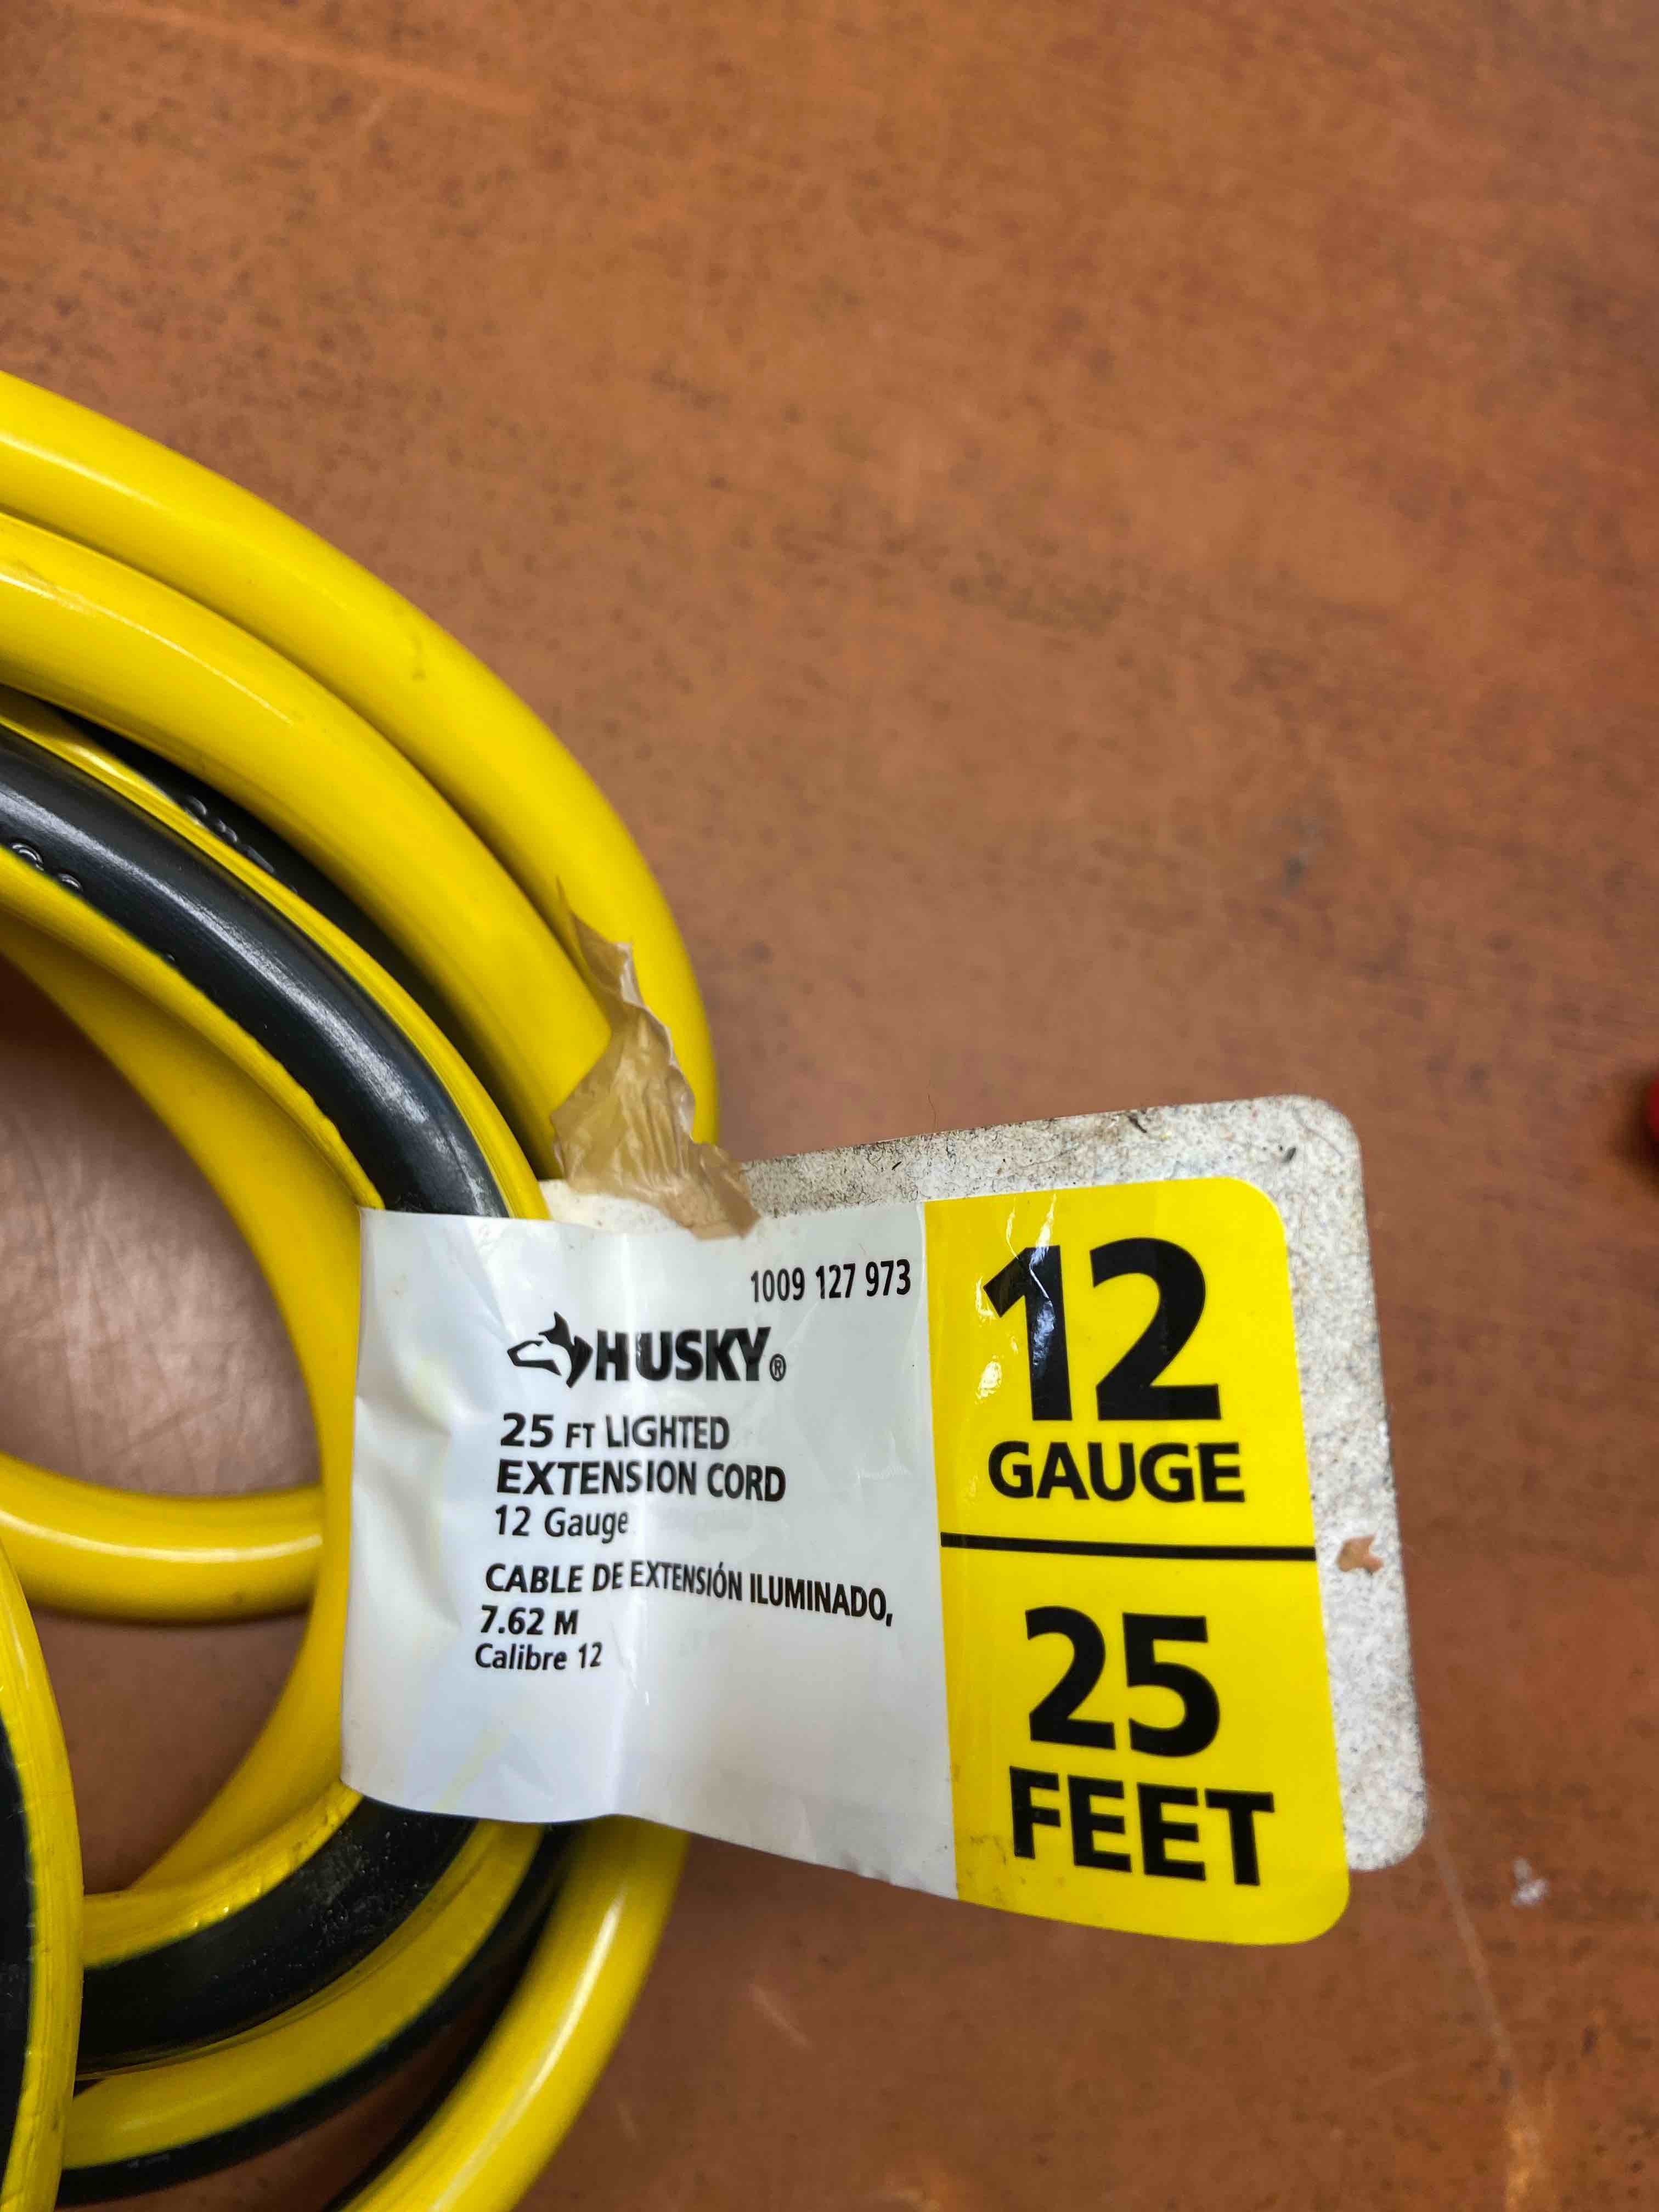 1009 127 973
HUSKY®
25 FT LIGHTED
EXTENSION CORD
12 Gauge
CABLE DE EXTENSIÓN ILUMINADO,
7.62 M
Calibre 12
12
GAUGE
25
FEET